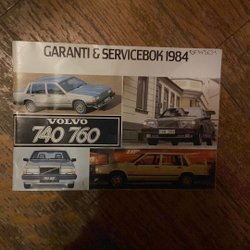 GARANTI & SERVICEBOK 1984
VOLVO
740 760